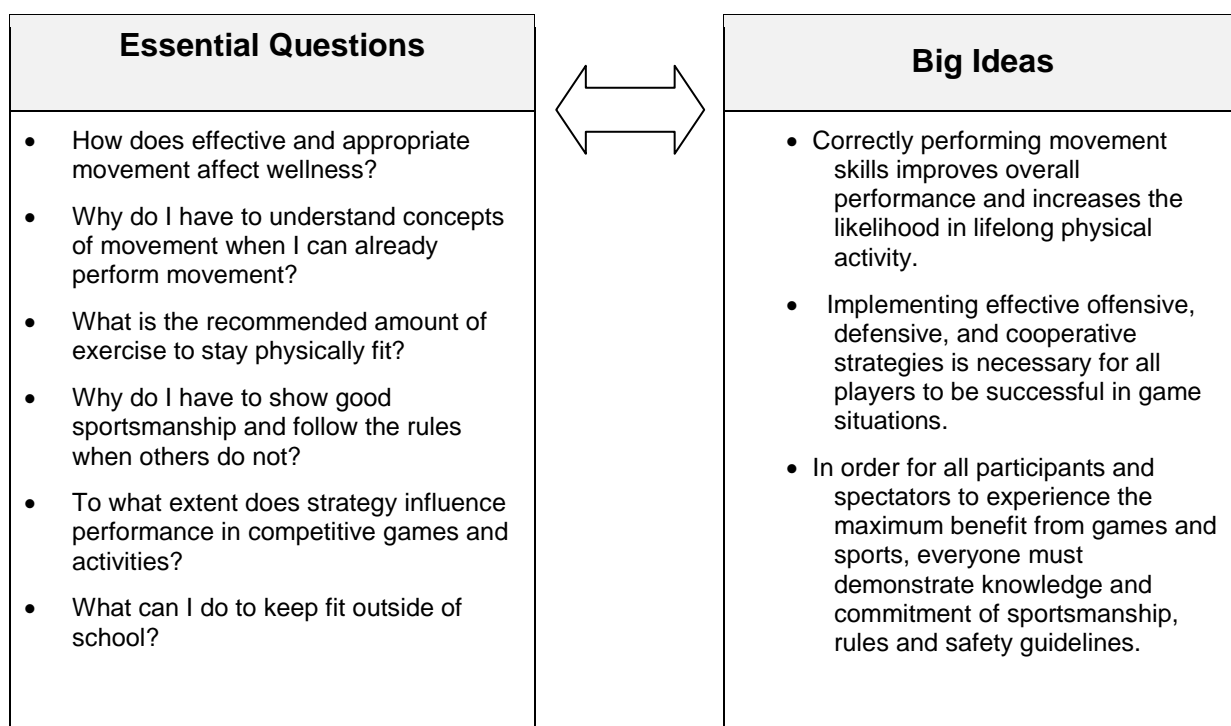 Essential Questions
• How does effective and appropriate
movement affect wellness?
• Why do I have to understand concepts
of movement when I can already
perform movement?
• What is the recommended amount of
exercise to stay physically fit?
• Why do I have to show good
sportsmanship and follow the rules
when others do not?
• To what extent does strategy influence
performance in competitive games and
activities?
• What can I do to keep fit outside of
school?
Big Ideas
• Correctly performing movement
skills improves overall
performance and increases the
likelihood in lifelong physical
activity.
• Implementing effective offensive,
defensive, and cooperative
strategies is necessary for all
players to be successful in game
situations.
• In order for all participants and
spectators to experience the
maximum benefit from games and
sports, everyone must
demonstrate knowledge and
commitment of sportsmanship,
rules and safety guidelines.